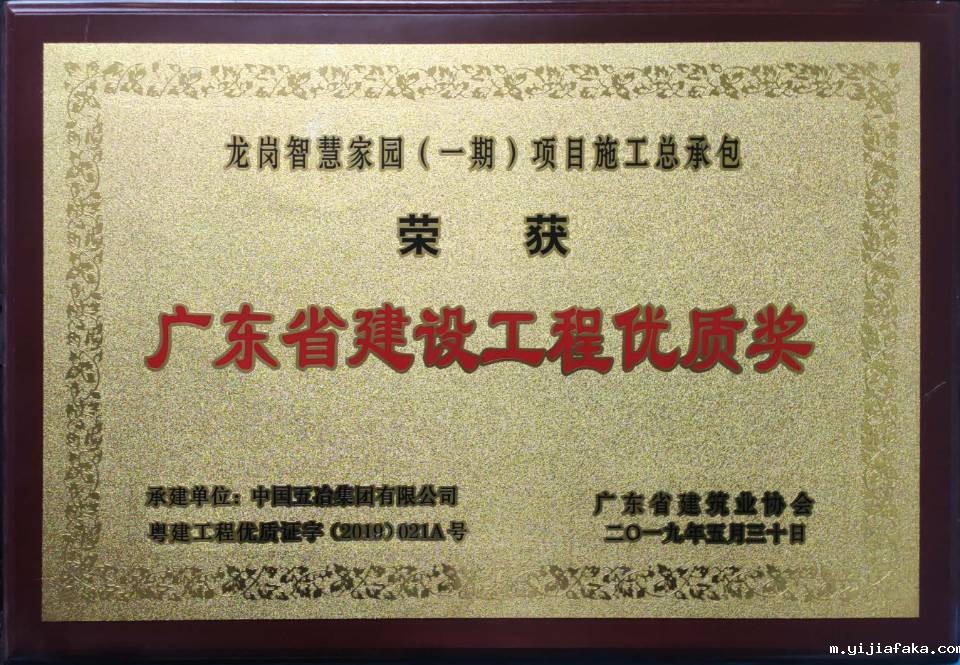 龙岗智慧家园（一期）项目施工总承包
荣 获
广东省建设工程优质奖
承建单位：中国五冶集团有限公司
粤建工程优质证字（2019）021A号
广东省建筑业协会
二〇一九年五月三十日
m.yijiafaka.com